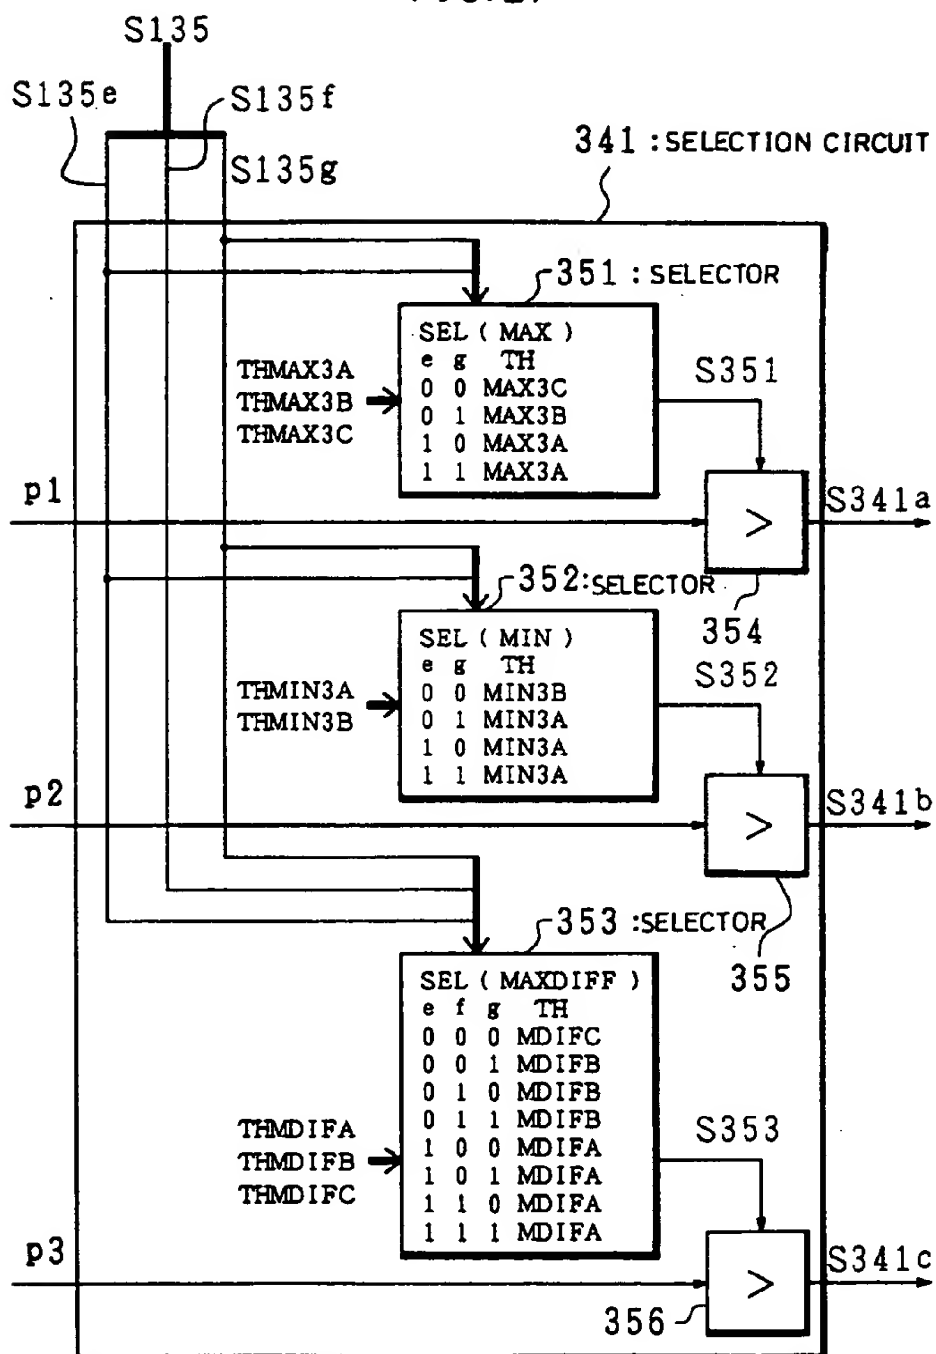 S135
S135e
S135f
S135g
341 : SELECTION CIRCUIT
351 : SELECTOR
SEL ( MAX )
e g TH
0 0 MAX3C
0 1 MAX3B
1 0 MAX3A
1 1 MAX3A
THMAX3A
THMAX3B
THMAX3C
S351
p1
>
S341a
354
352:SELECTOR
SEL ( MIN )
e g TH
0 0 MIN3B
0 1 MIN3A
1 0 MIN3A
1 1 MIN3A
THMIN3A
THMIN3B
S352
p2
>
S341b
355
353 :SELECTOR
SEL ( MAXDIFF )
e f g TH
0 0 0 MDIFC
0 0 1 MDIFB
0 1 0 MDIFB
0 1 1 MDIFB
1 0 0 MDIFA
1 0 1 MDIFA
1 1 0 MDIFA
1 1 1 MDIFA
THMDIFA
THMDIFB
THMDIFC
S353
p3
>
S341c
356